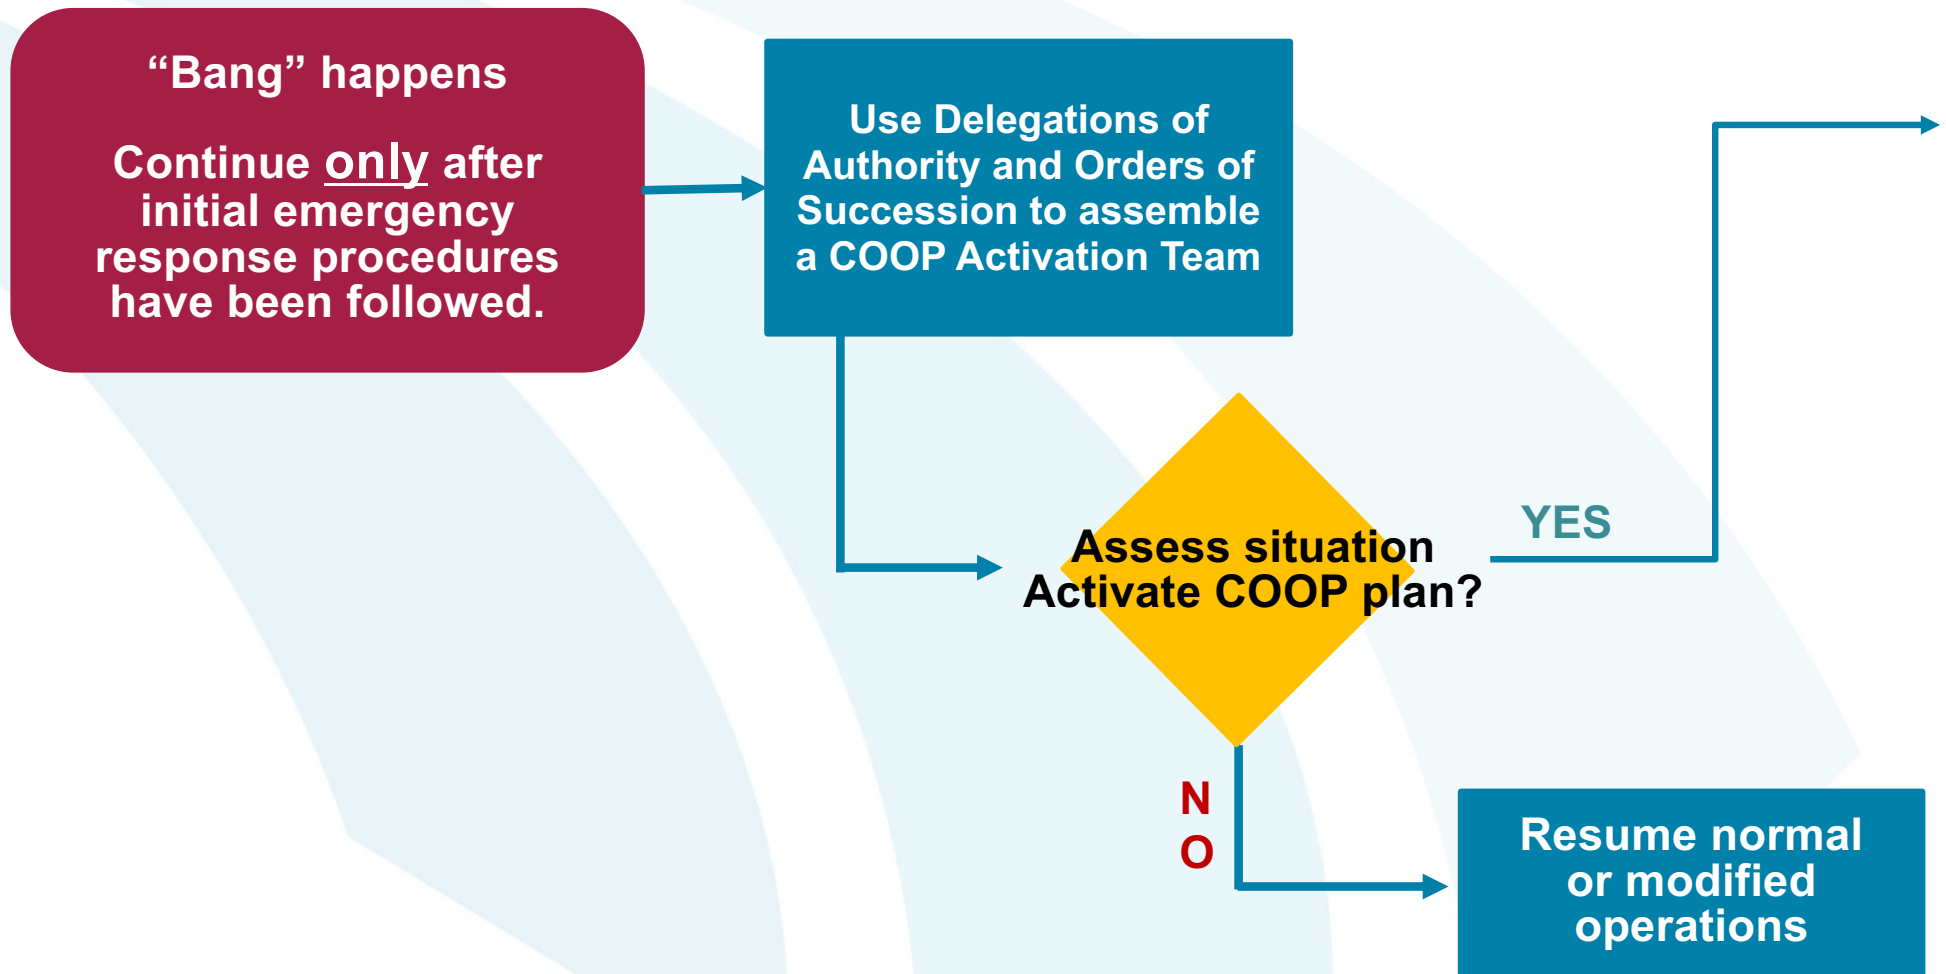 “Bang” happens
Continue only after
initial emergency
response procedures
have been followed.
Use Delegations of
Authority and Orders of
Succession to assemble
a COOP Activation Team
Assess situation
Activate COOP plan?
YES
N
O
Resume normal
or modified
operations